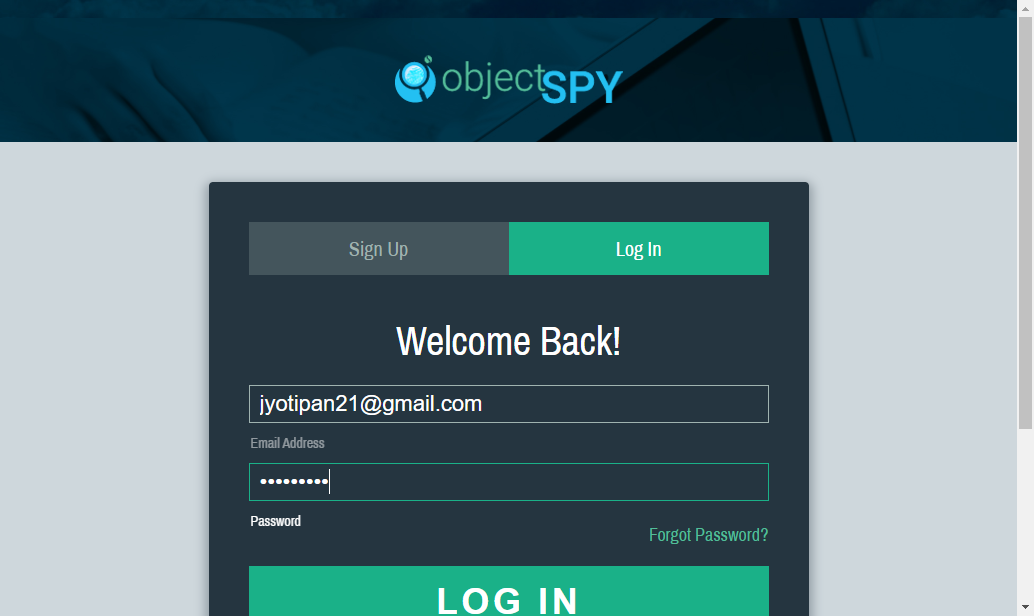 objectSPY
Sign Up
Log In
Welcome Back!
jyotipan21@gmail.com
Email Address
•••••••••
Password
Forgot Password?
LOG IN